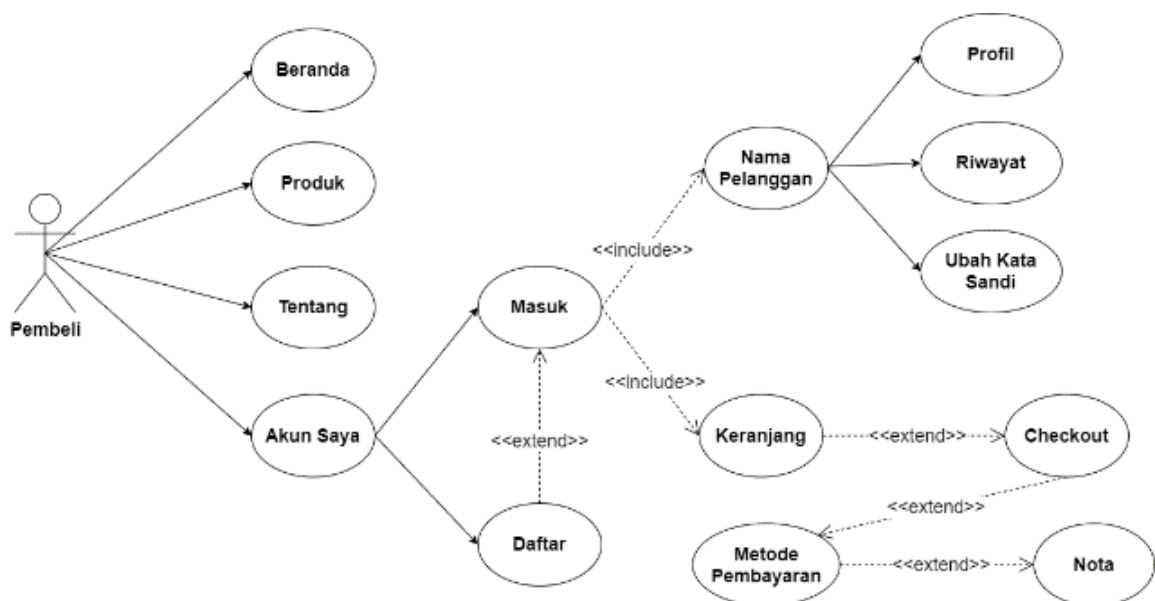 Beranda
Produk
Tentang
Akun Saya
Pembeli
Masuk
<<extend>>
Daftar
<<include>>
<<include>>
Nama
Pelanggan
Profil
Riwayat
Ubah Kata
Sandi
Keranjang
<<extend>>
Checkout
<<extend>>
Metode
Pembayaran
<<extend>>
Nota